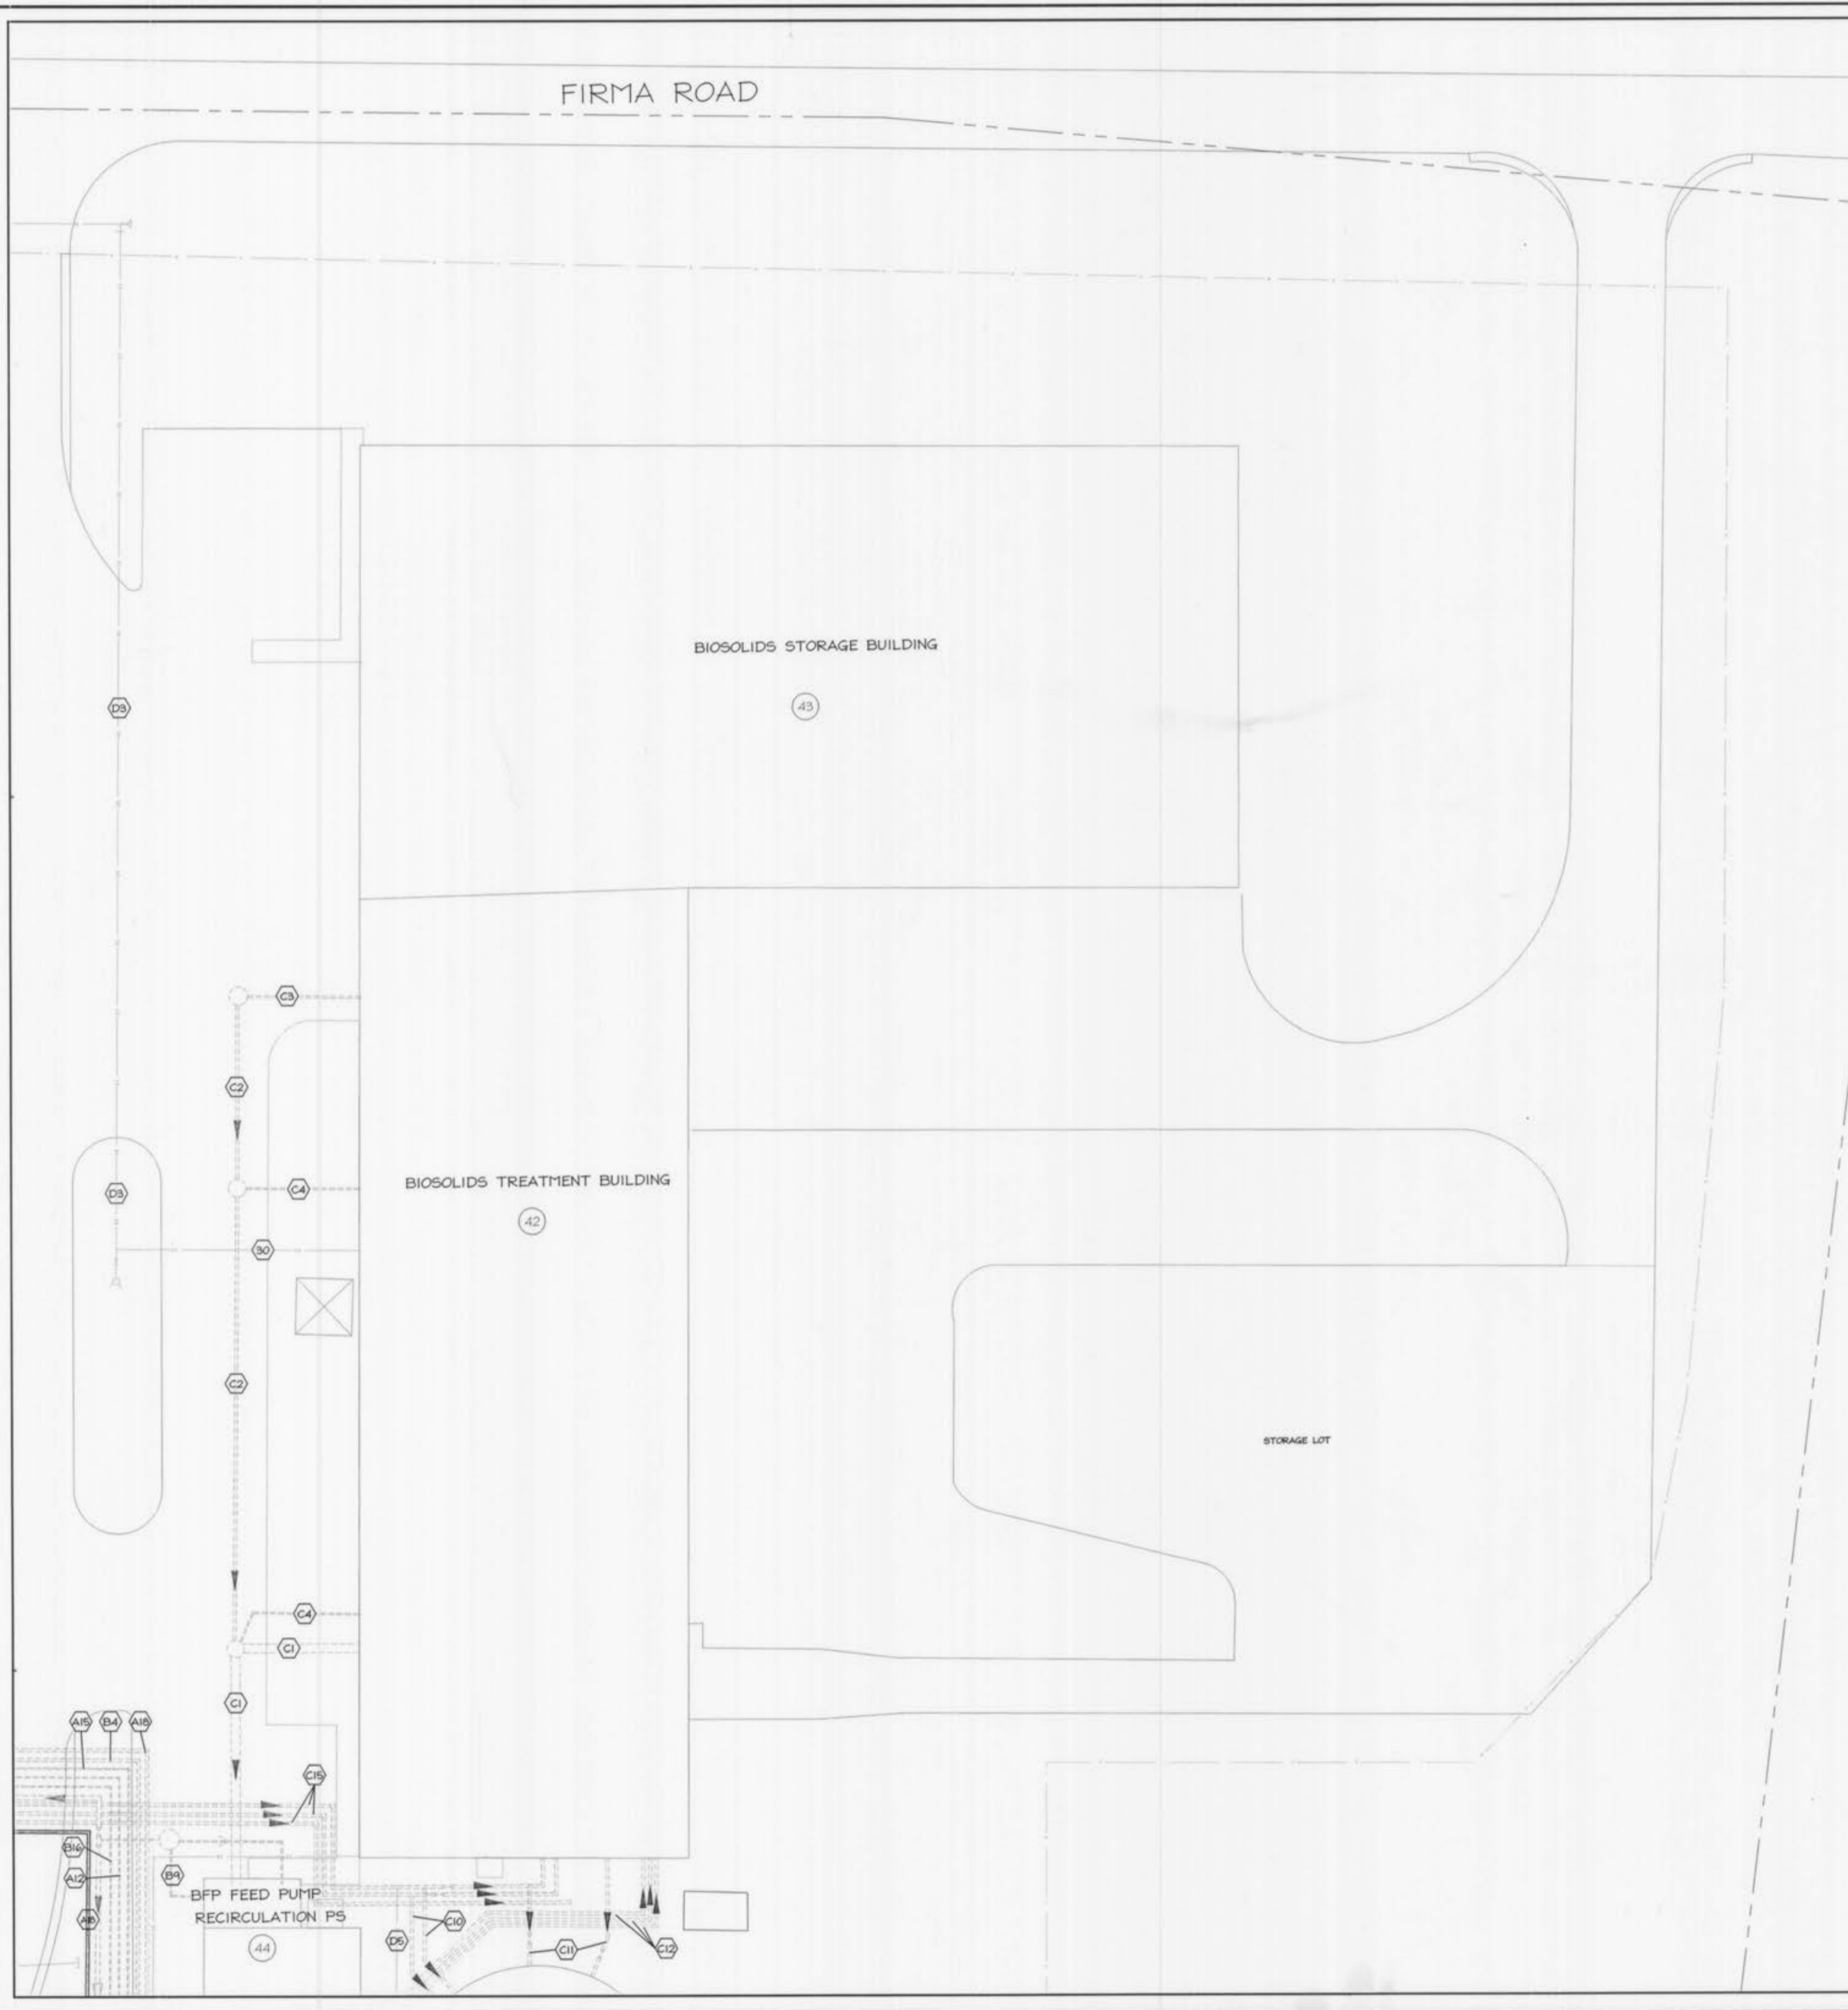 FIRMA ROAD
BIOSOLIDS STORAGE BUILDING
43
D3
C3
C2
BIOSOLIDS TREATMENT BUILDING
42
D3
C4
30
C2
STORAGE LOT
C4
C1
C1
A15 B4 A18
C15
B16
A12
B9
BFP FEED PUMP
RECIRCULATION PS
44
D5
C10
C11
C12